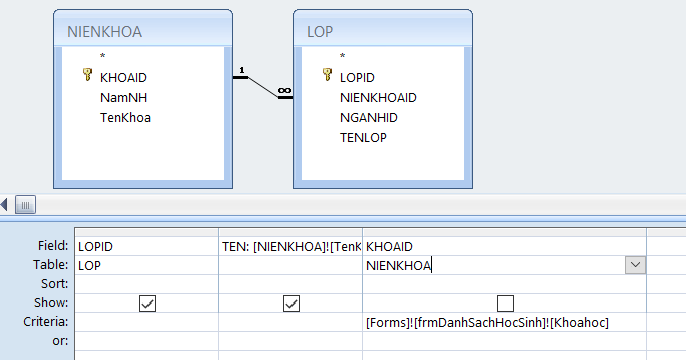 NIENKHOA
*
KHOAID
NamNH
TenKhoa
1
∞
LOP
*
LOPID
NIENKHOAID
NGANHID
TENLOP
Field: LOPID TEN: [NIENKHOA]![TenK KHOAID
Table: LOP NIENKHOA
Sort:
Show:
Criteria: [Forms]![frmDanhSachHocSinh]![Khoahoc]
or: